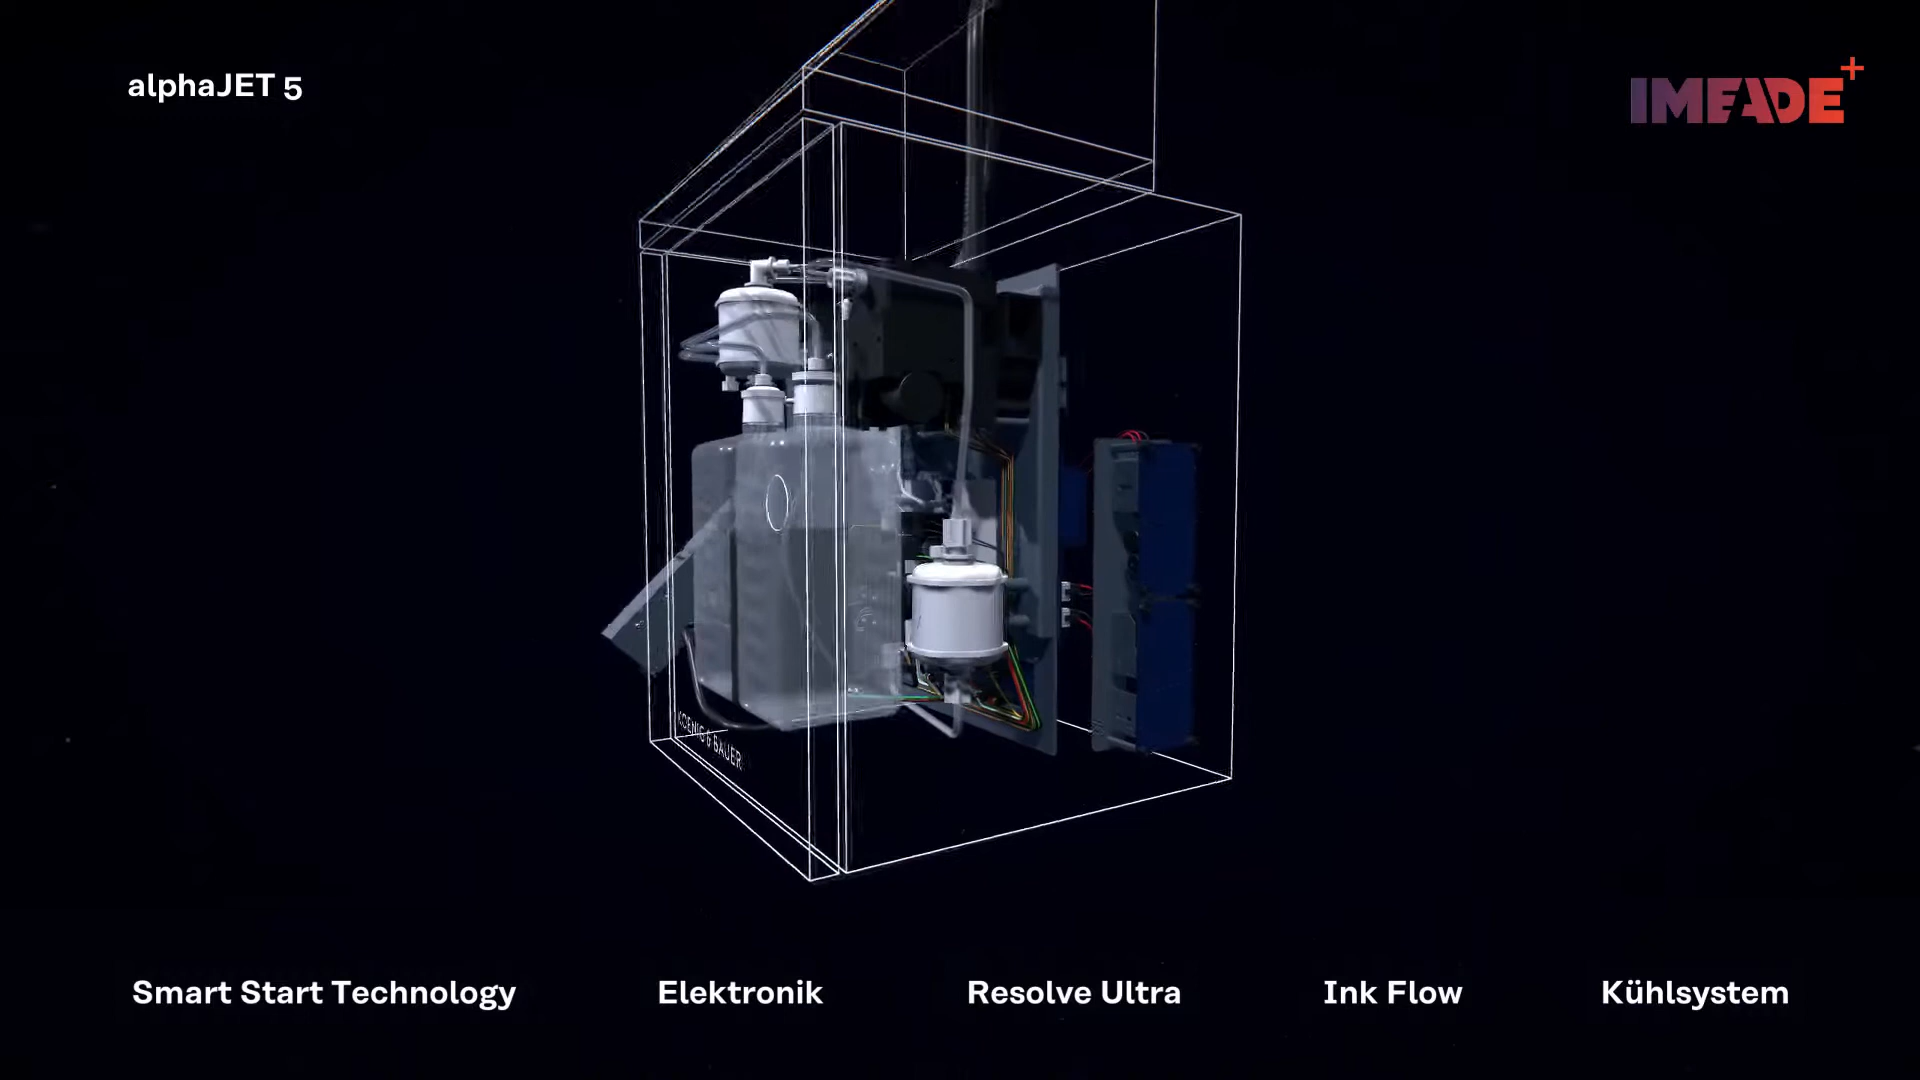 alphaJET 5
IMFADE+
KOENIG & BAUER
Smart Start Technology
Elektronik
Resolve Ultra
Ink Flow
Kühlsystem